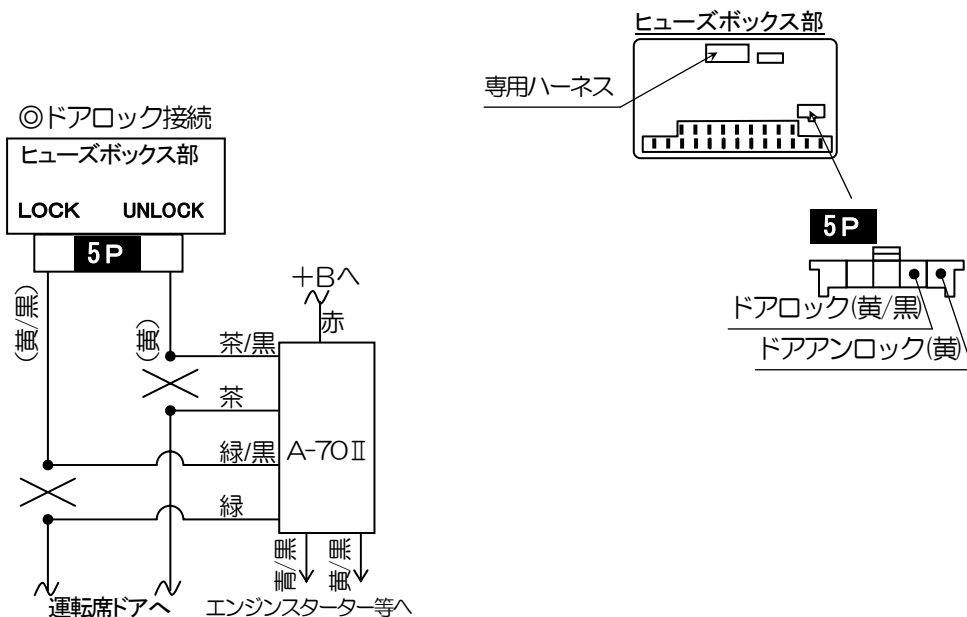 ◎ドアロック接続
ヒューズボックス部
LOCK UNLOCK
5P
(黄/黒)
(黄)
+Bへ
赤
茶/黒
茶
緑/黒
緑
A-70Ⅱ
青/黒
黄/黒
運転席ドアへ
エンジンスターター等へ
ヒューズボックス部
専用ハーネス
5P
ドアロック(黄/黒)
ドアアンロック(黄)